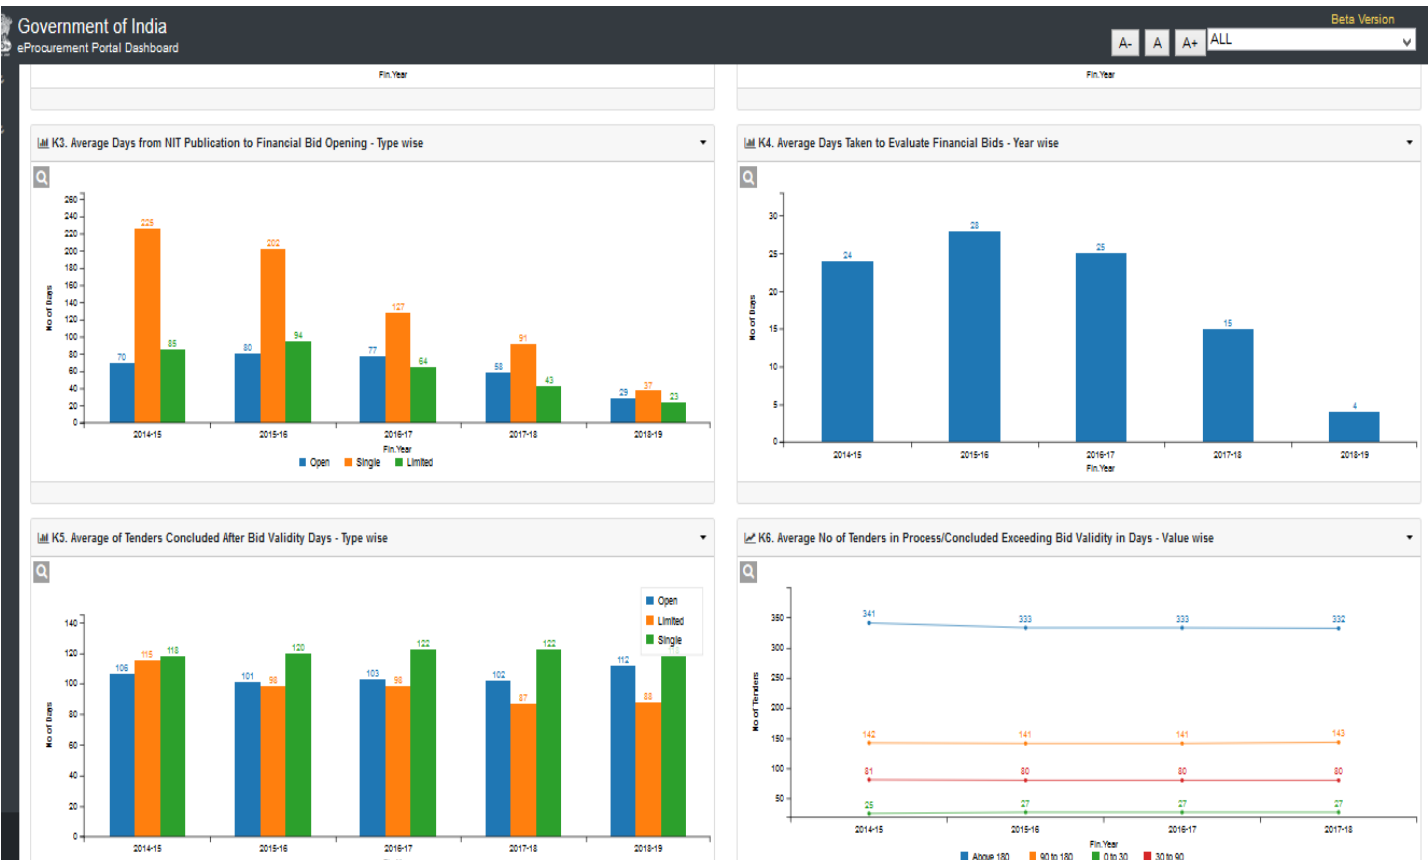 Government of India
eProcurement Portal Dashboard
Beta Version
A- A A+ ALL
Fin.Year
Fin.Year
K3. Average Days from NIT Publication to Financial Bid Opening - Type wise
No of Days
260
240
220
200
180
160
140
120
100
80
60
40
20
0
70 226 85
80 202 94
77 127 64
58 91 43
29 37 23
2014-15 2015-16 2016-17 2017-18 2018-19
Fin.Year
Open Single Limited
K4. Average Days Taken to Evaluate Financial Bids - Year wise
No of Days
30
25
20
15
10
5
0
24 28 25 15 4
2014-15 2015-16 2016-17 2017-18 2018-19
Fin.Year
K5. Average of Tenders Concluded After Bid Validity Days - Type wise
Open
Limited
Single
No of Days
140
120
100
80
60
40
20
0
106 115 118
101 98 120
103 98 122
102 87 122
112 88
2014-15 2015-16 2016-17 2017-18 2018-19
K6. Average No of Tenders in Process/Concluded Exceeding Bid Validity in Days - Value wise
No of Tenders
350
300
250
200
150
100
50
341 333 333 332
142 141 141 143
81 80 80 80
25 27 27 27
2014-15 2015-16 2016-17 2017-18
Fin.Year
Above 180 90 to 180 0 to 30 30 to 90